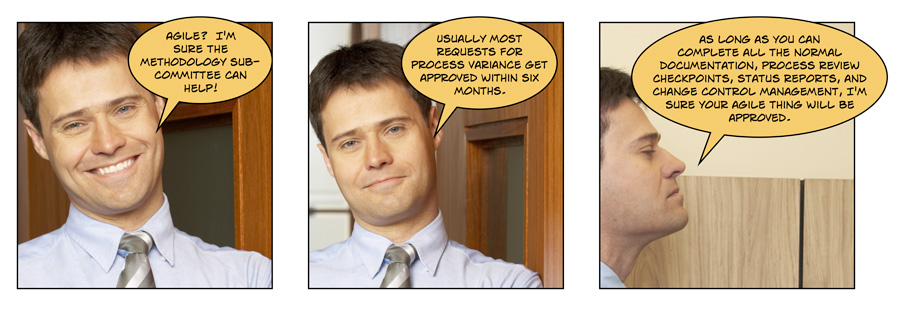 AGILE? I'M
SURE THE
METHODOLOGY SUB-
COMMITTEE CAN
HELP!
USUALLY MOST
REQUESTS FOR
PROCESS VARIANCE GET
APPROVED WITHIN SIX
MONTHS.
AS LONG AS YOU CAN
COMPLETE ALL THE NORMAL
DOCUMENTATION, PROCESS REVIEW
CHECKPOINTS, STATUS REPORTS, AND
CHANGE CONTROL MANAGEMENT, I'M
SURE YOUR AGILE THING WILL BE
APPROVED.